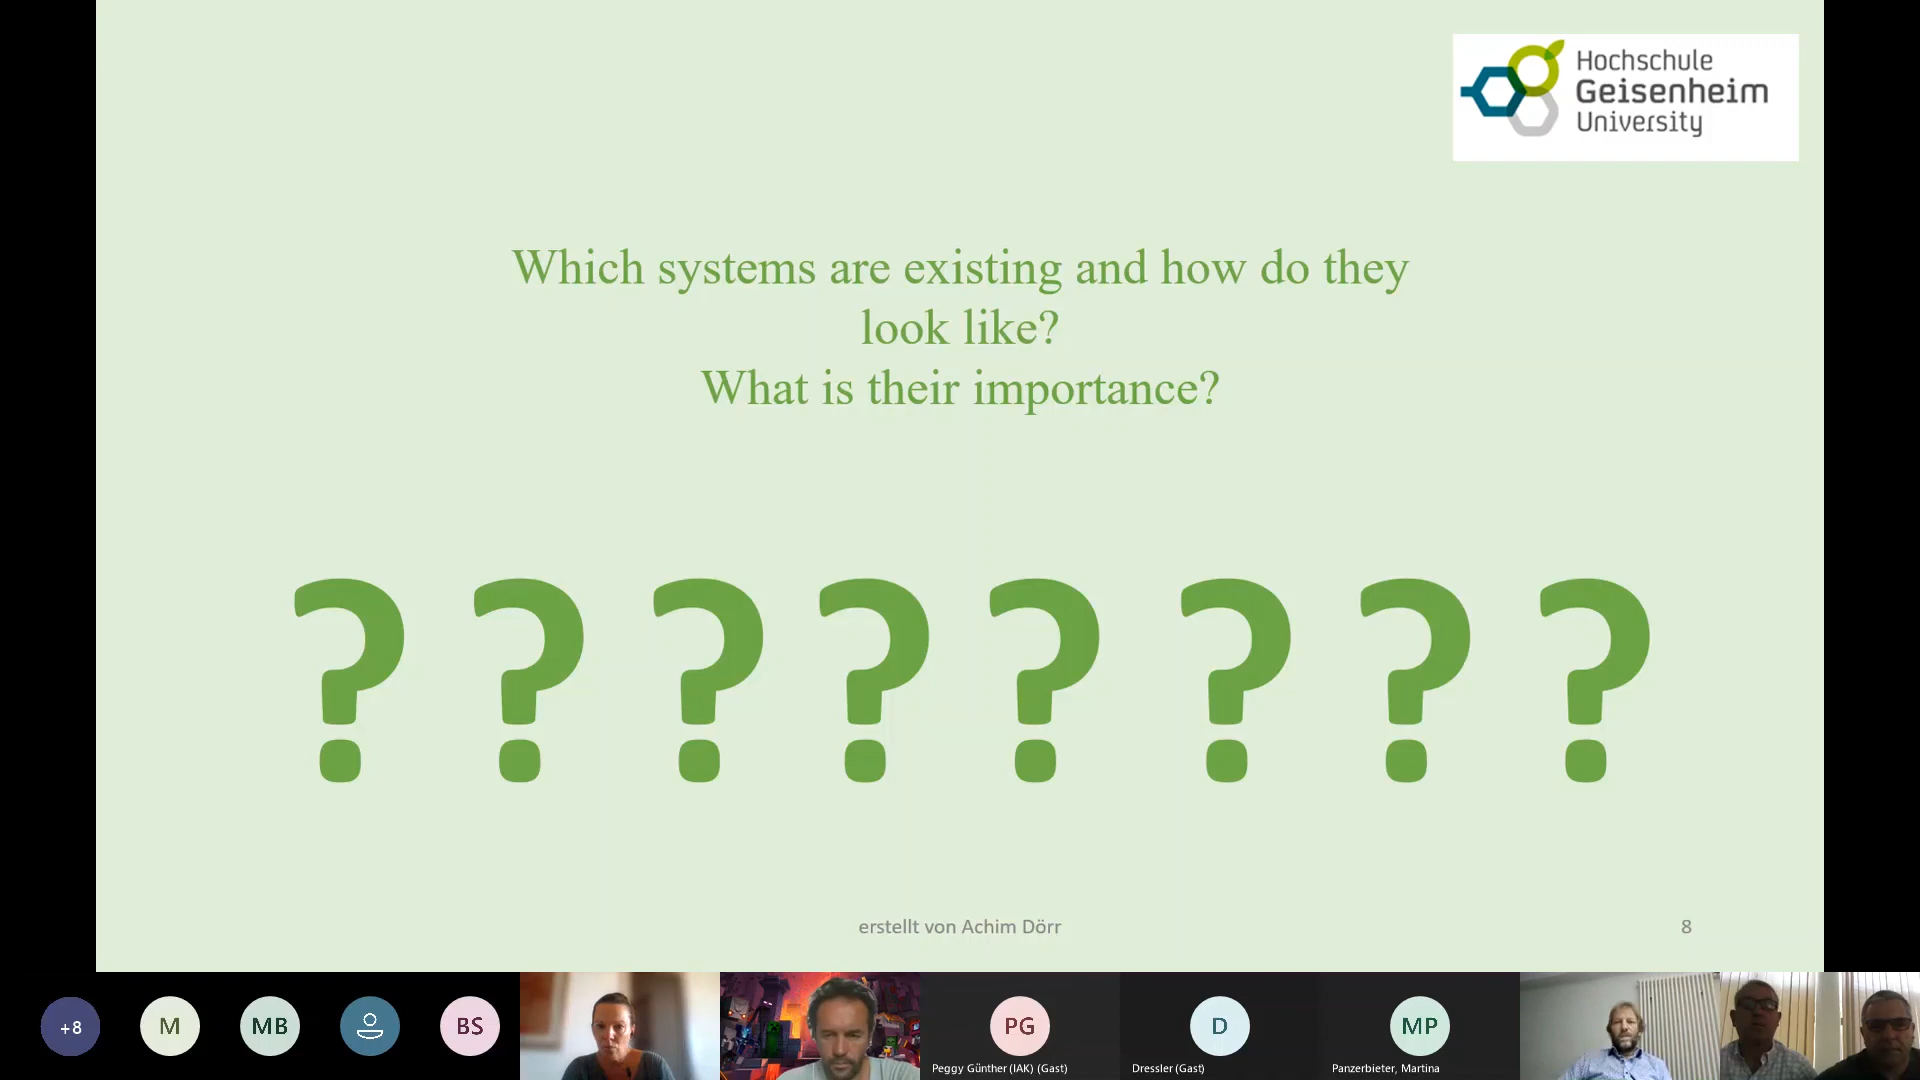 Hochschule
Geisenheim
University
Which systems are existing and how do they
look like?
What is their importance?
? ? ? ? ? ? ? ?
erstellt von Achim Dörr
8
+8
M
MB
BS
PG
Peggy Günther (IAK) (Gast)
D
Dressler (Gast)
MP
Panzerbieter, Martina